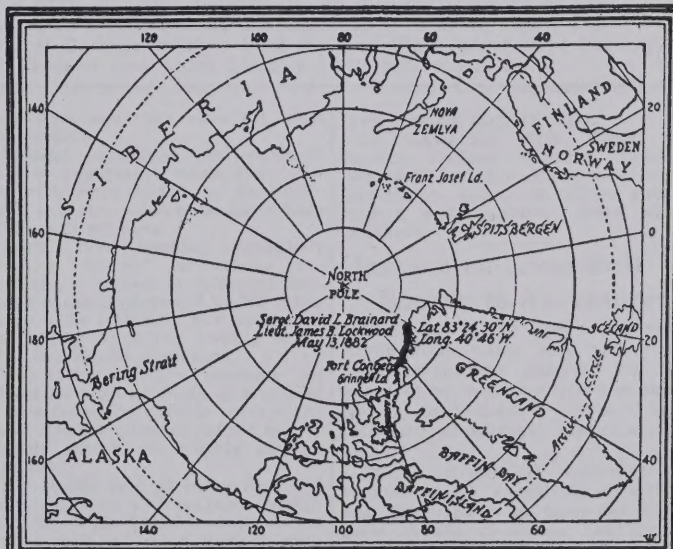 120 100 80 60 40
140
SIBERIA
NOVA
ZEMLYA
FINLAND
20
SWEDEN
NORWAY
Franz Josef Ld.
SPITSBERGEN
160
0
NORTH
POLE
Sergt. David L. Brainard
Lieut. James B. Lockwood
May 13, 1882
Lat 83°24'30"N
Long. 40°46'W.
ICELAND
180
20
Bering Strait
Fort Conger
Grinnell Ld.
GREENLAND
Arctic Circle
ALASKA
BAFFIN BAY
BAFFIN ISLAND
160
40
140 120 100 80 60